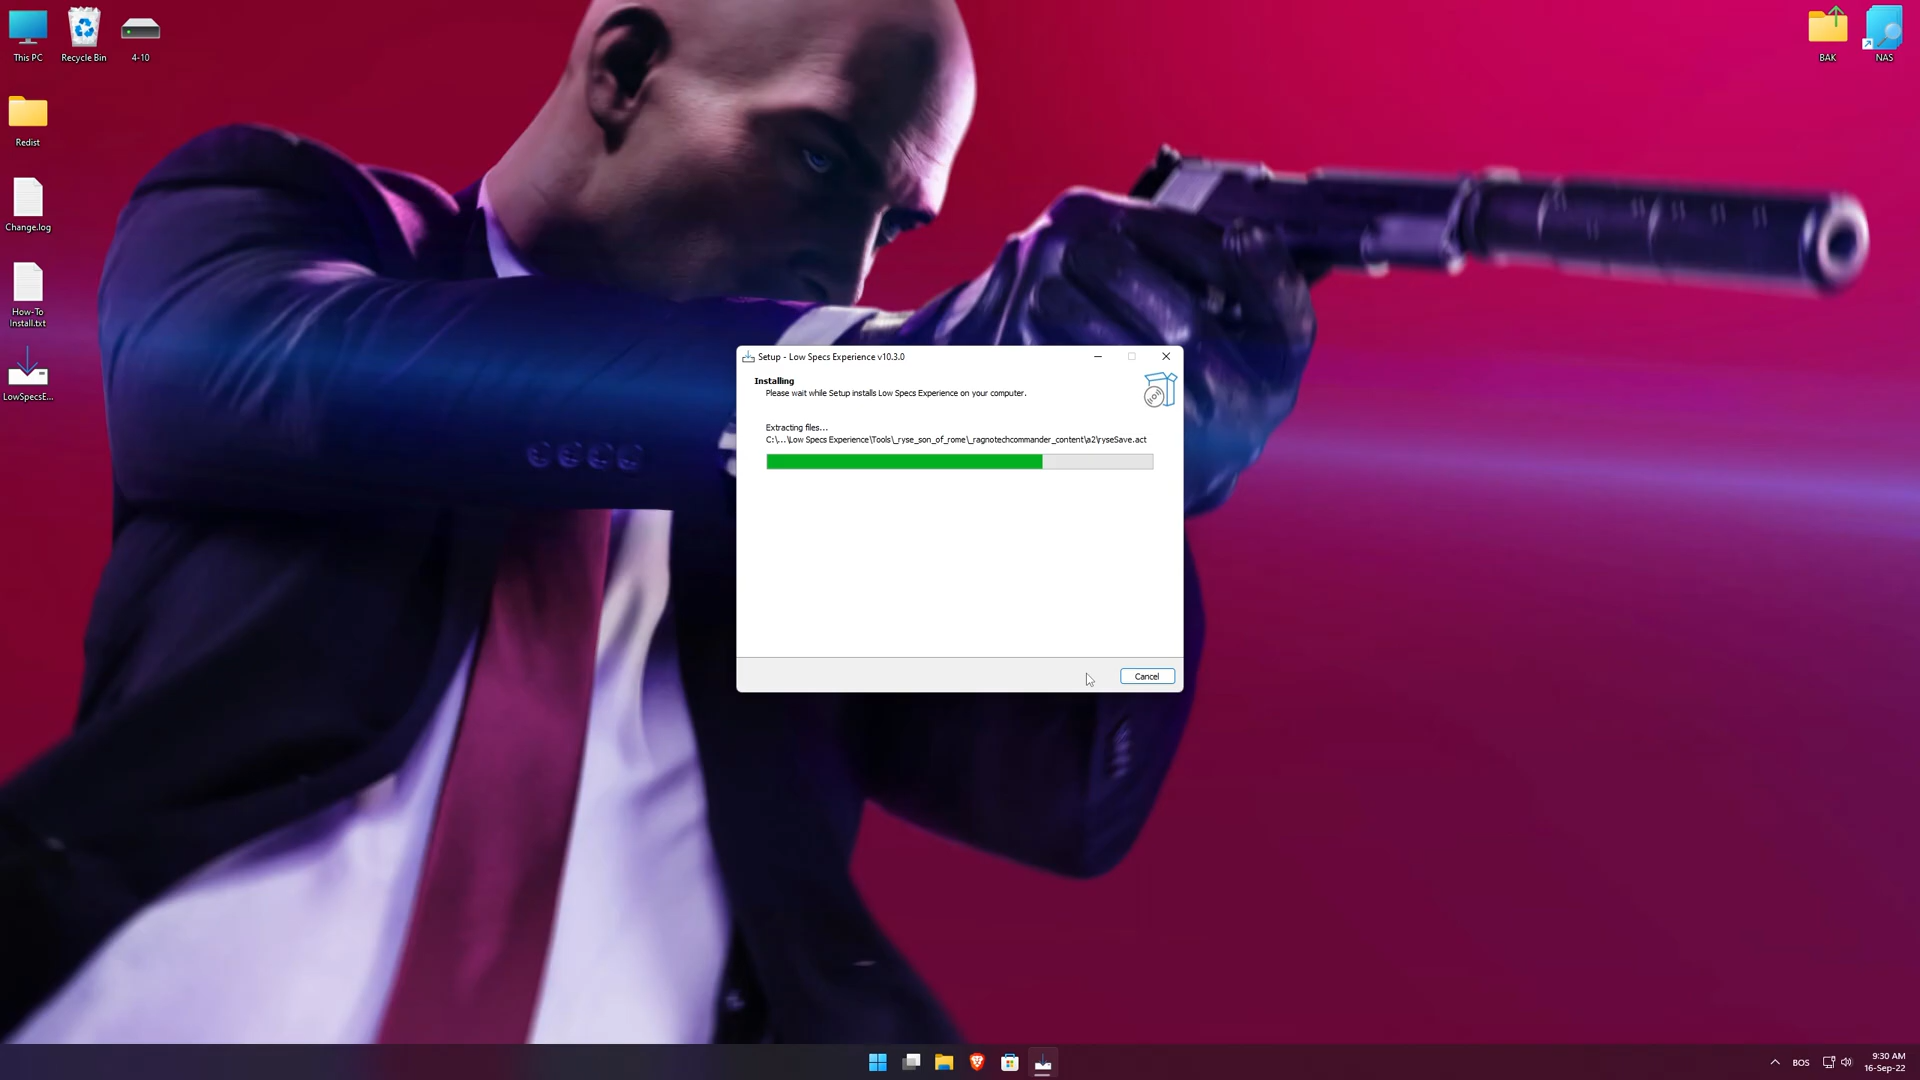 This PC
Recycle Bin
4-10
BAK
NAS
Redist
Change.log
How-To
Install.txt
LowSpecsE...
Setup - Low Specs Experience v10.3.0
Installing
Please wait while Setup installs Low Specs Experience on your computer.
Extracting files...
C:\...\Low Specs Experience\Tools\_ryse_son_of_rome\_ragnotechcommander_content\a2\ryseSave.act
Cancel
BOS
9:30 AM
16-Sep-22